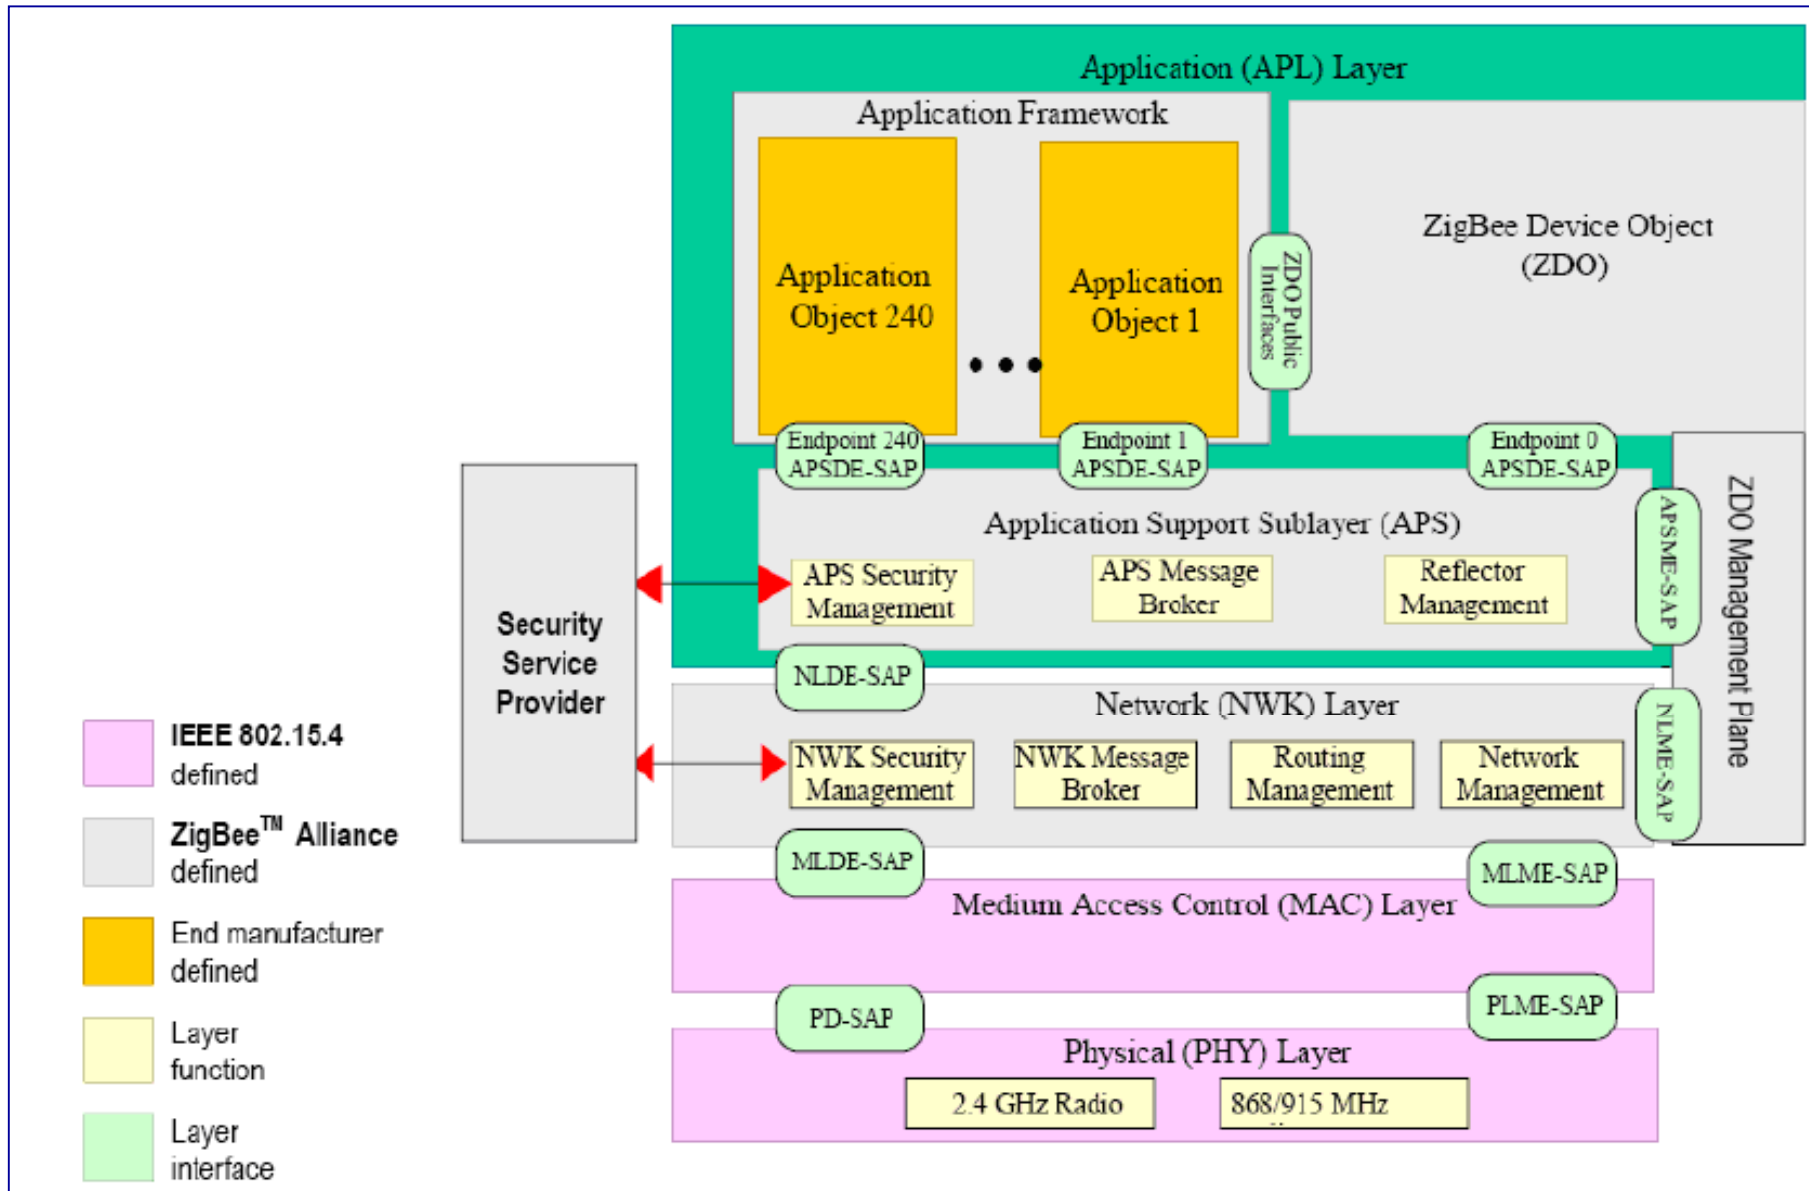 Application (APL) Layer
Application Framework
Application
Object 240
Application
Object 1
ZDO Public
Interfaces
ZigBee Device Object
(ZDO)
Endpoint 240
APSDE-SAP
Endpoint 1
APSDE-SAP
Endpoint 0
APSDE-SAP
Application Support Sublayer (APS)
APS Security
Management
APS Message
Broker
Reflector
Management
APSME-SAP
ZDO Management Plane
Security
Service
Provider
NLDE-SAP
Network (NWK) Layer
NWK Security
Management
NWK Message
Broker
Routing
Management
Network
Management
NLME-SAP
MLDE-SAP
MLME-SAP
Medium Access Control (MAC) Layer
PD-SAP
PLME-SAP
Physical (PHY) Layer
2.4 GHz Radio
868/915 MHz
IEEE 802.15.4
defined
ZigBee™ Alliance
defined
End manufacturer
defined
Layer
function
Layer
interface